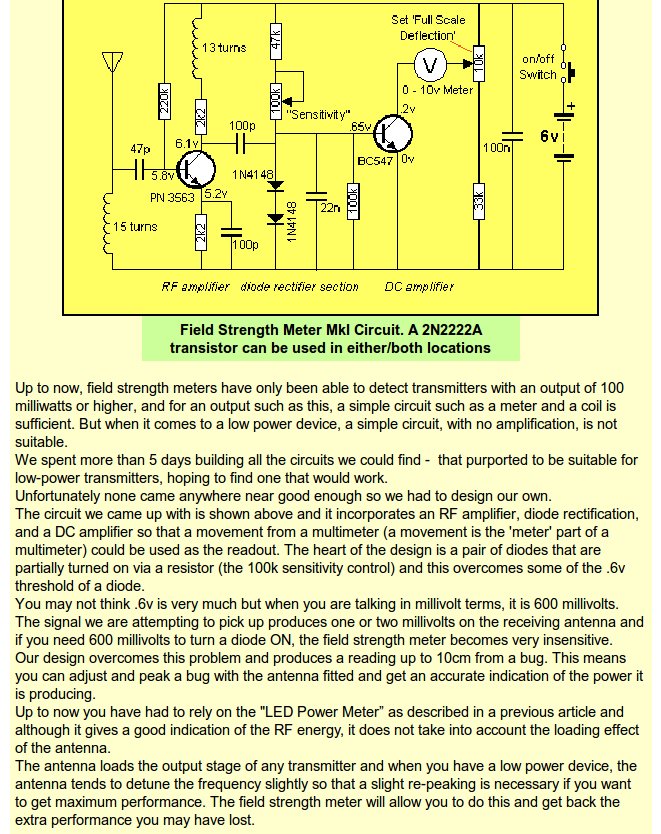 13 turns
47k
Set 'Full Scale
Deflection'
10k
on/off
Switch
V
0 - 10v Meter
220k
100k
"Sensitivity"
2k2
100p
.2v
.65v
+
6v
47p
6.1v
100n
5.8v
1N4148
BC547
0v
PN 3563
5.2v
15 turns
2k2
100p
1N4148
22n
100k
33k
RF amplifier diode rectifier section DC amplifier
Field Strength Meter MkI Circuit. A 2N2222A
transistor can be used in either/both locations
Up to now, field strength meters have only been able to detect transmitters with an output of 100
milliwatts or higher, and for an output such as this, a simple circuit such as a meter and a coil is
sufficient. But when it comes to a low power device, a simple circuit, with no amplification, is not
suitable.
We spent more than 5 days building all the circuits we could find - that purported to be suitable for
low-power transmitters, hoping to find one that would work.
Unfortunately none came anywhere near good enough so we had to design our own.
The circuit we came up with is shown above and it incorporates an RF amplifier, diode rectification,
and a DC amplifier so that a movement from a multimeter (a movement is the 'meter' part of a
multimeter) could be used as the readout. The heart of the design is a pair of diodes that are
partially turned on via a resistor (the 100k sensitivity control) and this overcomes some of the .6v
threshold of a diode.
You may not think .6v is very much but when you are talking in millivolt terms, it is 600 millivolts.
The signal we are attempting to pick up produces one or two millivolts on the receiving antenna and
if you need 600 millivolts to turn a diode ON, the field strength meter becomes very insensitive.
Our design overcomes this problem and produces a reading up to 10cm from a bug. This means
you can adjust and peak a bug with the antenna fitted and get an accurate indication of the power it
is producing.
Up to now you have had to rely on the "LED Power Meter” as described in a previous article and
although it gives a good indication of the RF energy, it does not take into account the loading effect
of the antenna.
The antenna loads the output stage of any transmitter and when you have a low power device, the
antenna tends to detune the frequency slightly so that a slight re-peaking is necessary if you want
to get maximum performance. The field strength meter will allow you to do this and get back the
extra performance you may have lost.